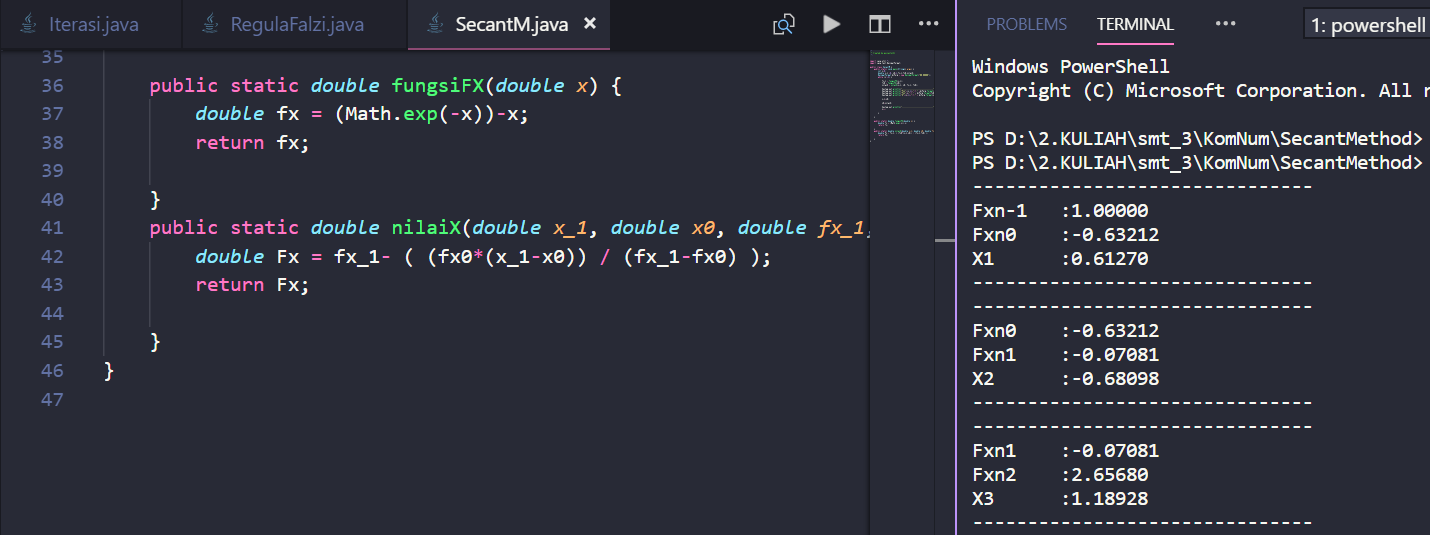 Iterasi.java RegulaFalzi.java SecantM.java × •••
35
36 public static double fungsiFX(double x) {
37 double fx = (Math.exp(-x))-x;
38 return fx;
39
40 }
41 public static double nilaiX(double x_1, double x0, double fx_1,
42 double Fx = fx_1- ( (fx0*(x_1-x0)) / (fx_1-fx0) );
43 return Fx;
44
45 }
46 }
47
PROBLEMS TERMINAL ••• 1: powershell
Windows PowerShell
Copyright (C) Microsoft Corporation. All r
PS D:\2.KULIAH\smt_3\KomNum\SecantMethod>
PS D:\2.KULIAH\smt_3\KomNum\SecantMethod>
-------------------------------
Fxn-1 :1.00000
Fxn0 :-0.63212
X1 :0.61270
-------------------------------
-------------------------------
Fxn0 :-0.63212
Fxn1 :-0.07081
X2 :-0.68098
-------------------------------
-------------------------------
Fxn1 :-0.07081
Fxn2 :2.65680
X3 :1.18928
-------------------------------